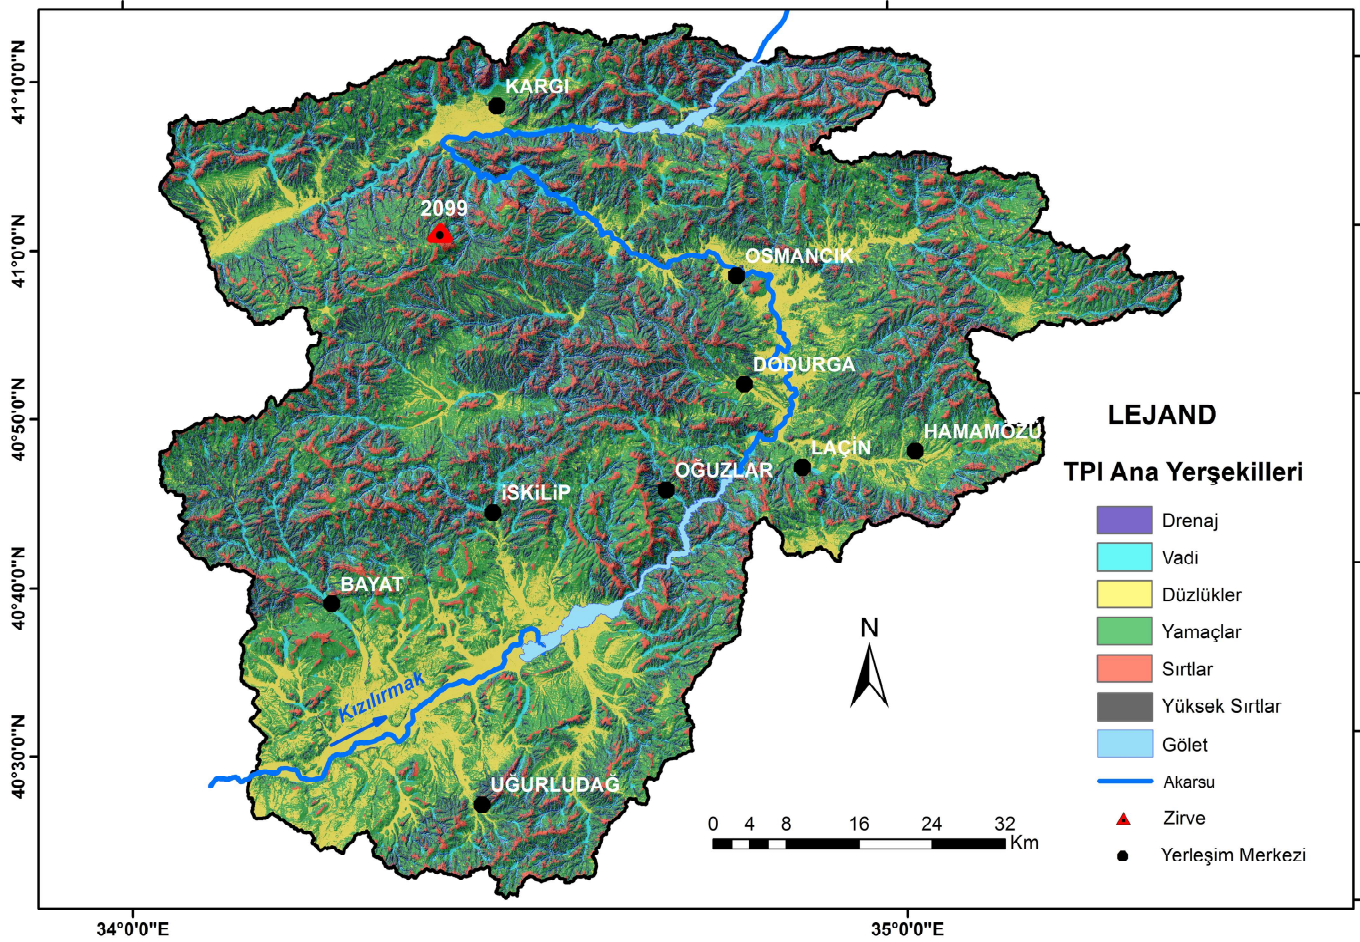 KARGI
2099
OSMANCIK
DODURGA
HAMAMÖZÜ
LAÇİN
OĞUZLAR
İSKİLİP
BAYAT
Kızılırmak
UĞURLUDAĞ
41°10'0"N
41°0'0"N
40°50'0"N
40°40'0"N
40°30'0"N
34°0'0"E
35°0'0"E
LEJAND
TPI Ana Yerşekilleri
Drenaj
Vadi
Düzlükler
Yamaçlar
Sırtlar
Yüksek Sırtlar
Gölet
Akarsu
Zirve
Yerleşim Merkezi
N
0 4 8 16 24 32
Km